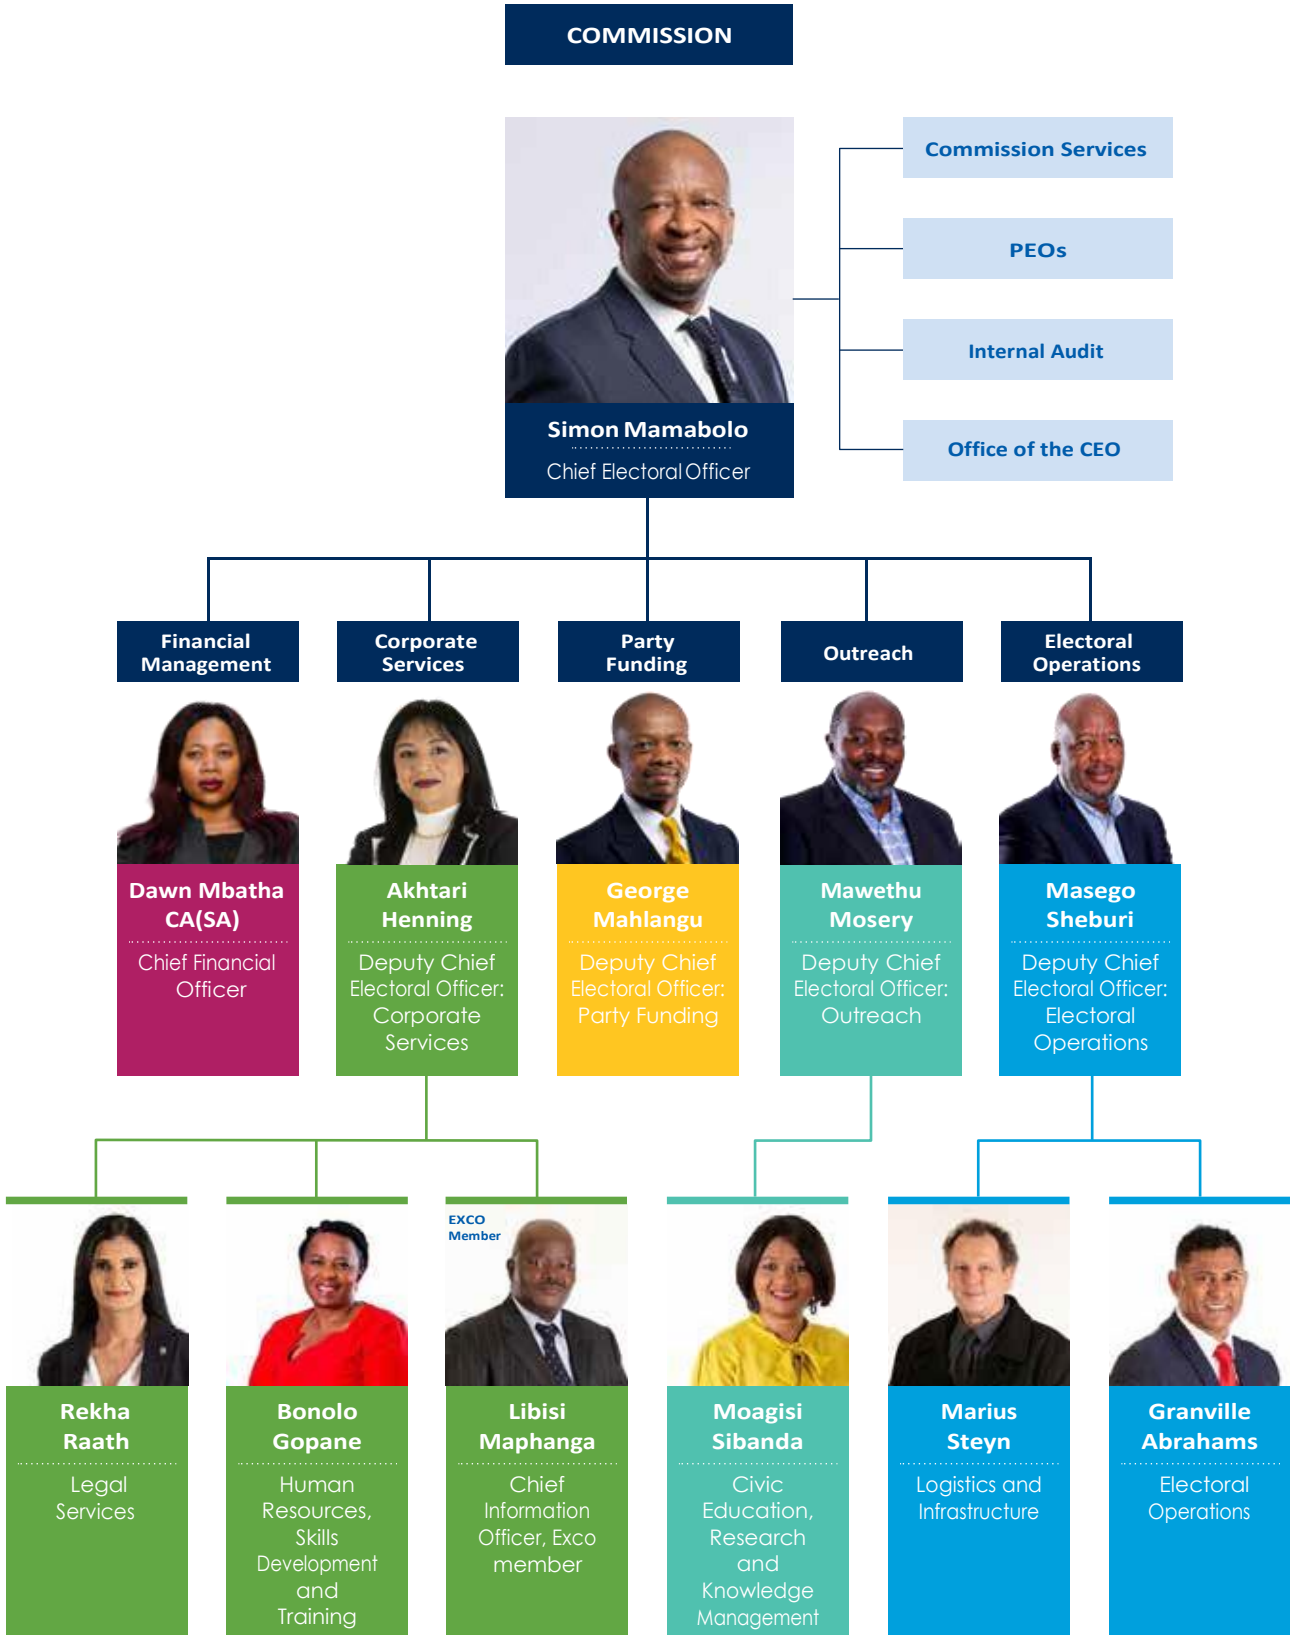 COMMISSION
Commission Services
PEOs
Internal Audit
Office of the CEO
Simon Mamabolo
Chief Electoral Officer
Financial
Management
Corporate
Services
Party
Funding
Outreach
Electoral
Operations
Dawn Mbatha
CA(SA)
Chief Financial
Officer
Akhtari
Henning
Deputy Chief
Electoral Officer:
Corporate
Services
George
Mahlangu
Deputy Chief
Electoral Officer:
Party Funding
Mawethu
Mosery
Deputy Chief
Electoral Officer:
Outreach
Masego
Sheburi
Deputy Chief
Electoral Officer:
Electoral
Operations
Rekha
Raath
Legal
Services
Bonolo
Gopane
Human
Resources,
Skills
Development
and
Training
EXCO
Member
Libisi
Maphanga
Chief
Information
Officer, Exco
member
Moagisi
Sibanda
Civic
Education,
Research
and
Knowledge
Management
Marius
Steyn
Logistics and
Infrastructure
Granville
Abrahams
Electoral
Operations